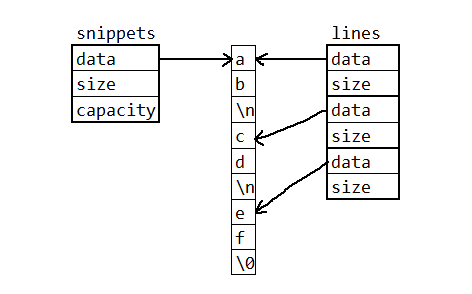 snippets
data
size
capacity
a
b
\n
c
d
\n
e
f
\0
lines
data
size
data
size
data
size